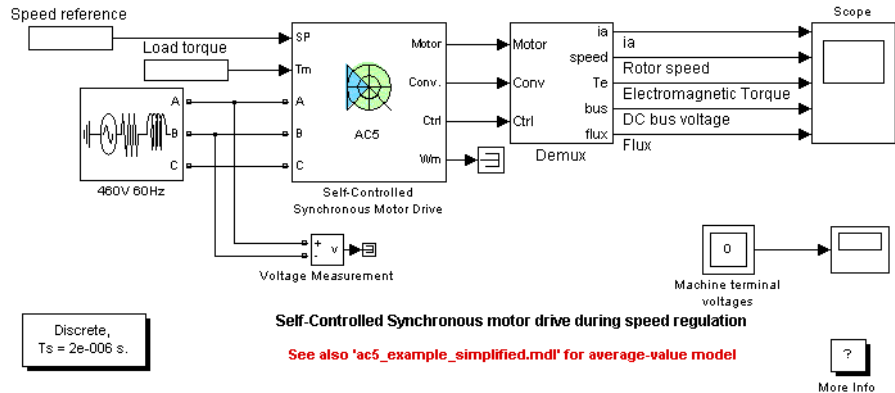 Speed reference
Load torque
SP
Tm
A
B
C
Motor
Conv.
Ctrl
Wm
AC5
Self-Controlled
Synchronous Motor Drive
A
B
C
460V 60Hz
Motor
Conv
Ctrl
ia
speed
Te
bus
flux
Demux
ia
Rotor speed
Electromagnetic Torque
DC bus voltage
Flux
Scope
+
-
v
Voltage Measurement
0
Machine terminal
voltages
Discrete,
Ts = 2e-006 s.
Self-Controlled Synchronous motor drive during speed regulation
See also 'ac5_example_simplified.mdl' for average-value model
?
More Info